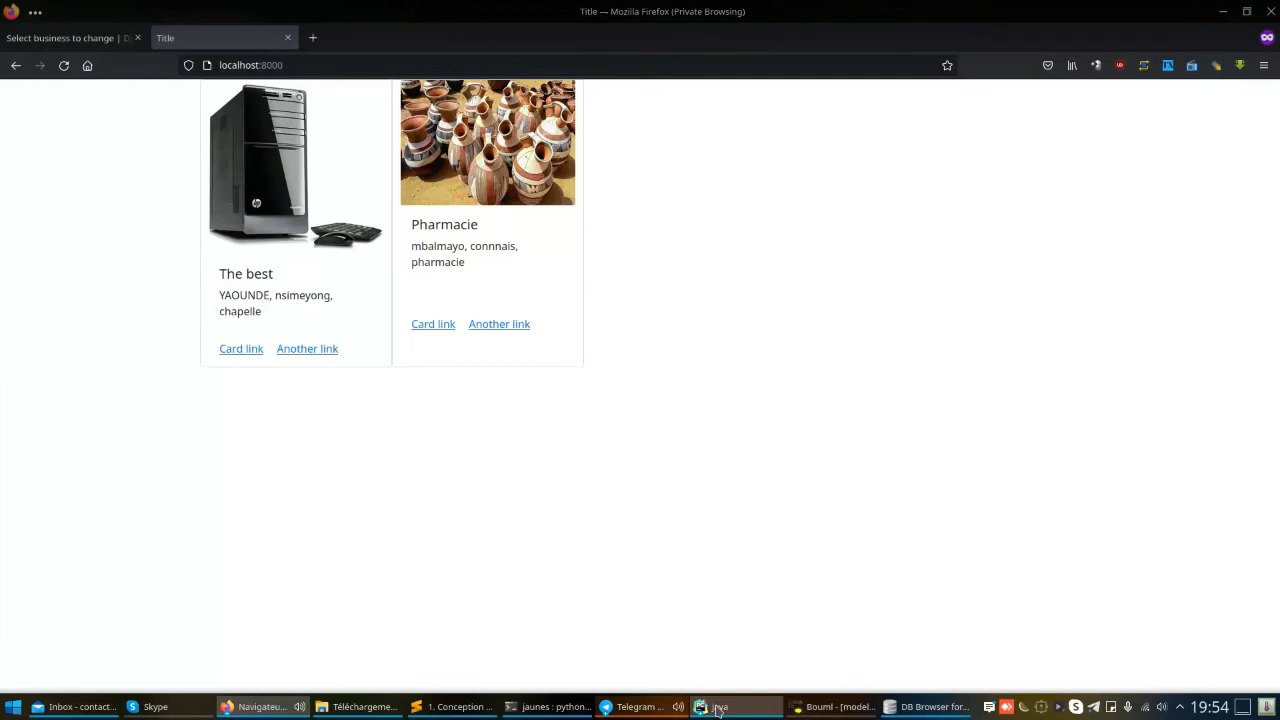 Title — Mozilla Firefox (Private Browsing)
Select business to change | D
Title
localhost:8000
hp
The best
YAOUNDE, nsimeyong,
chapelle
Card link
Another link
Pharmacie
mbalmayo, connnais,
pharmacie
Card link
Another link
Inbox - contact...
Skype
Navigateu...
Téléchargeme...
1. Conception ...
jaunes : python...
Telegram ...
Bouml - [model...
DB Browser for...
19:54